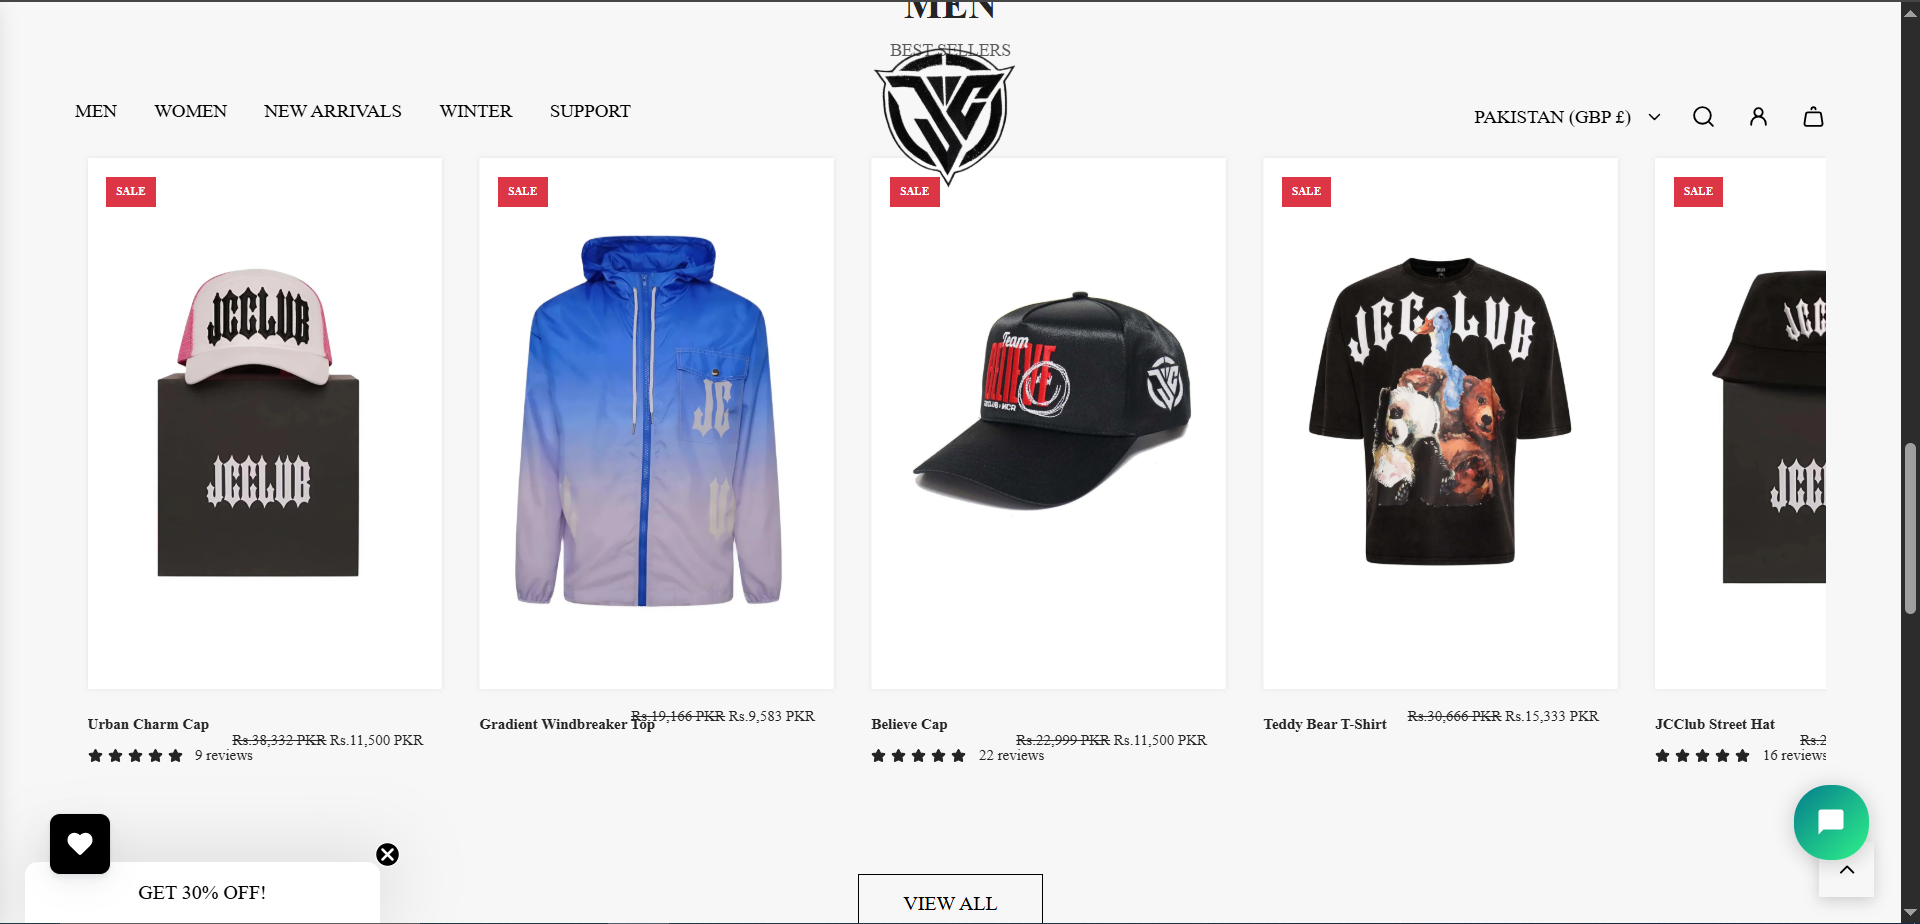 MEN
BEST SELLERS
MEN WOMEN NEW ARRIVALS WINTER SUPPORT
PAKISTAN (GBP £)
SALE SALE SALE SALE SALE
JCCLUB
JCCLUB
JC
U
Team
BELIEVE
JCCLUB x MCR
JC
JCCLUB
Urban Charm Cap
Rs.38,332 PKR Rs.11,500 PKR
9 reviews
Gradient Windbreaker Top
Rs.19,166 PKR Rs.9,583 PKR
Believe Cap
Rs.22,999 PKR Rs.11,500 PKR
22 reviews
Teddy Bear T-Shirt
Rs.30,666 PKR Rs.15,333 PKR
JCClub Street Hat
Rs.2
16 reviews
GET 30% OFF!
VIEW ALL